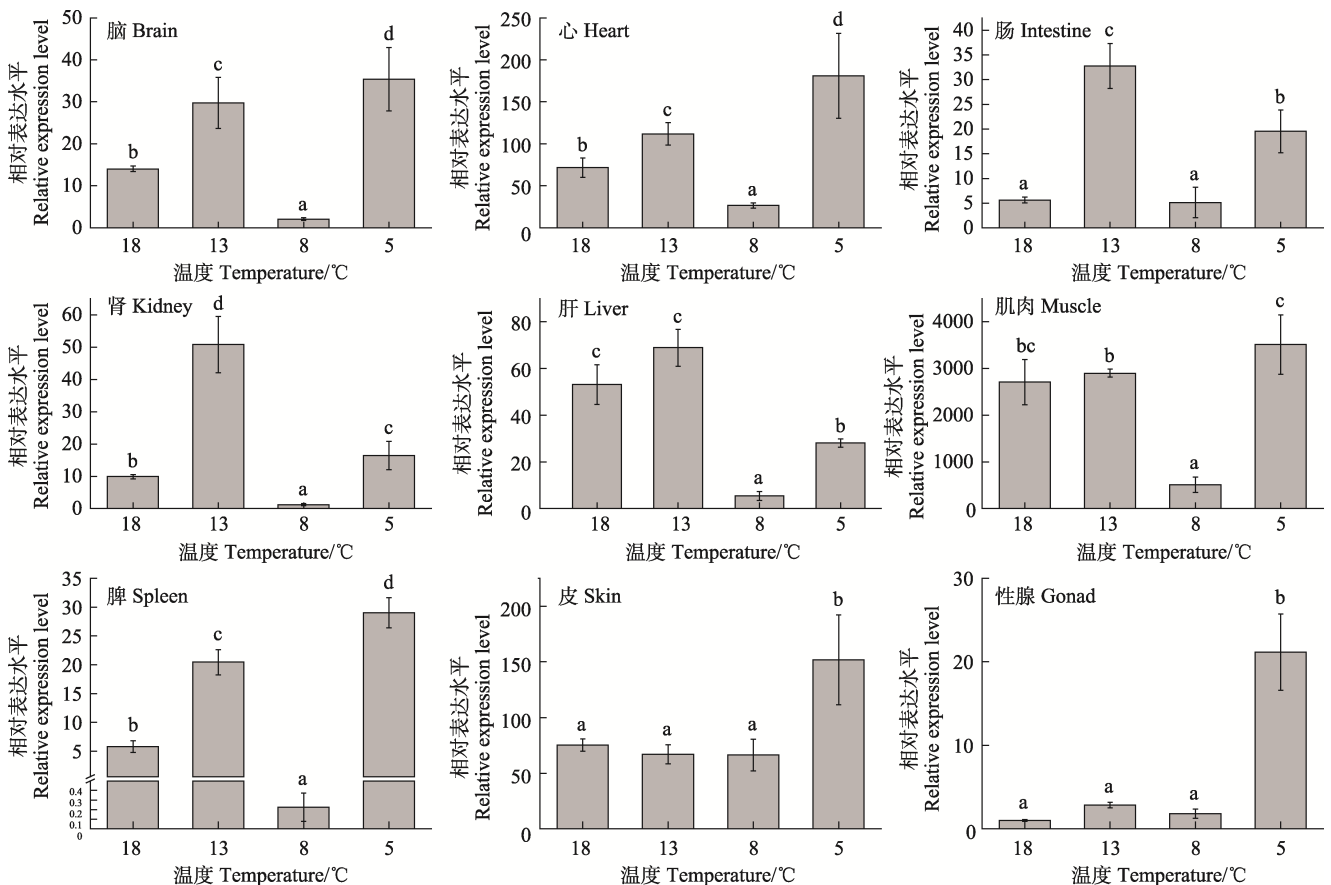 脑 Brain
相对表达水平
Relative expression level
50
40
30
20
10
0
b
c
a
d
18
13
8
5
温度 Temperature/℃
心 Heart
相对表达水平
Relative expression level
250
200
150
100
50
0
b
c
a
d
18
13
8
5
温度 Temperature/℃
肠 Intestine
相对表达水平
Relative expression level
40
35
30
25
20
15
10
5
0
a
c
a
b
18
13
8
5
温度 Temperature/℃
肾 Kidney
相对表达水平
Relative expression level
60
50
40
30
20
10
0
b
d
a
c
18
13
8
5
温度 Temperature/℃
肝 Liver
相对表达水平
Relative expression level
80
60
40
20
0
c
c
a
b
18
13
8
5
温度 Temperature/℃
肌肉 Muscle
相对表达水平
Relative expression level
4000
3000
2000
1000
0
bc
b
a
c
18
13
8
5
温度 Temperature/℃
脾 Spleen
相对表达水平
Relative expression level
35
30
25
20
15
10
5
0.4
0.3
0.2
0.1
0
b
c
a
d
18
13
8
5
温度 Temperature/℃
皮 Skin
相对表达水平
Relative expression level
200
150
100
50
0
a
a
a
b
18
13
8
5
温度 Temperature/℃
性腺 Gonad
相对表达水平
Relative expression level
30
20
10
0
a
a
a
b
18
13
8
5
温度 Temperature/℃